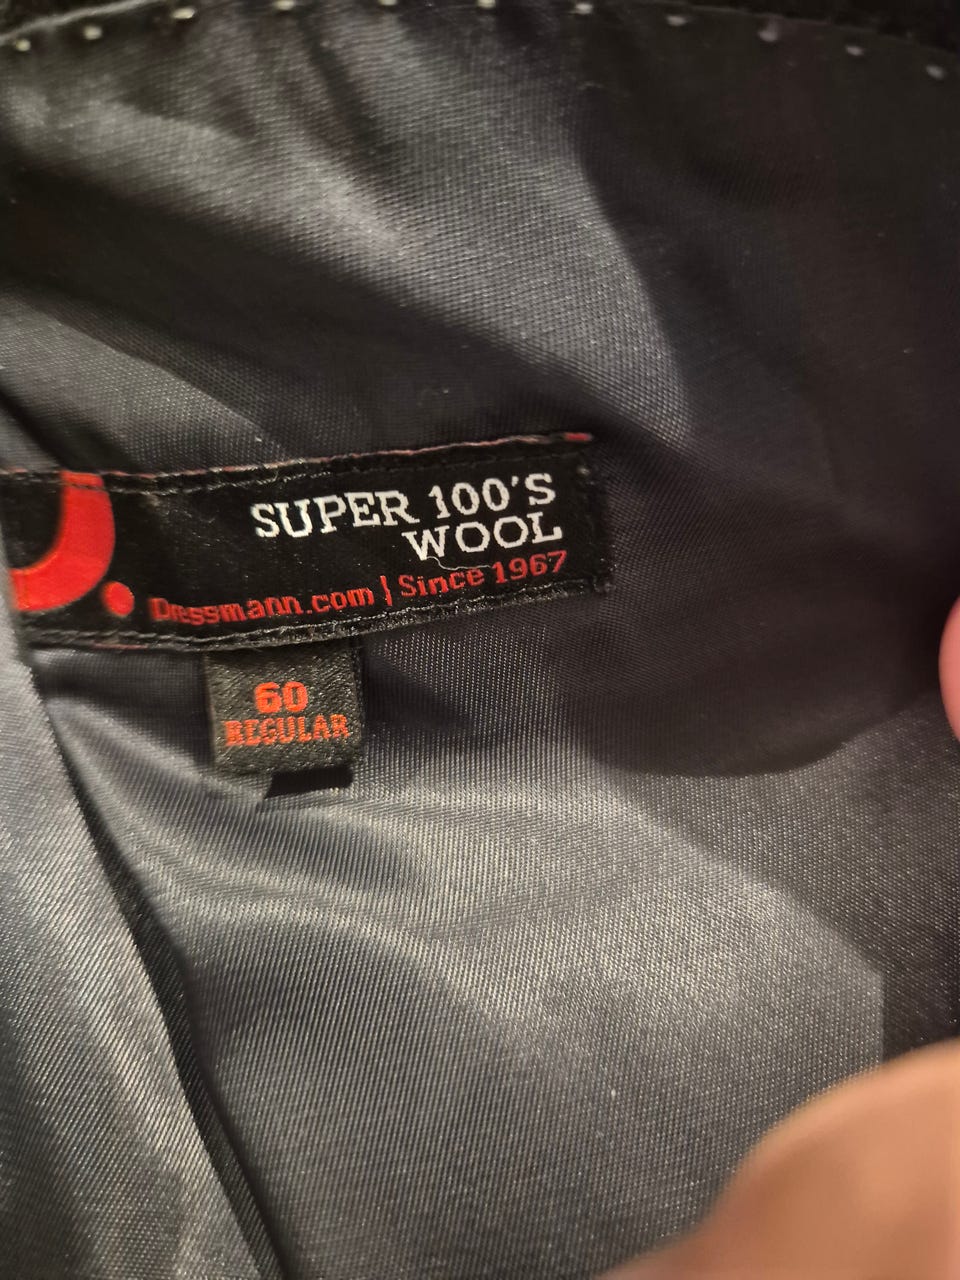 SUPER 100'S
WOOL
Dressmann.com | Since 1967
60
REGULAR